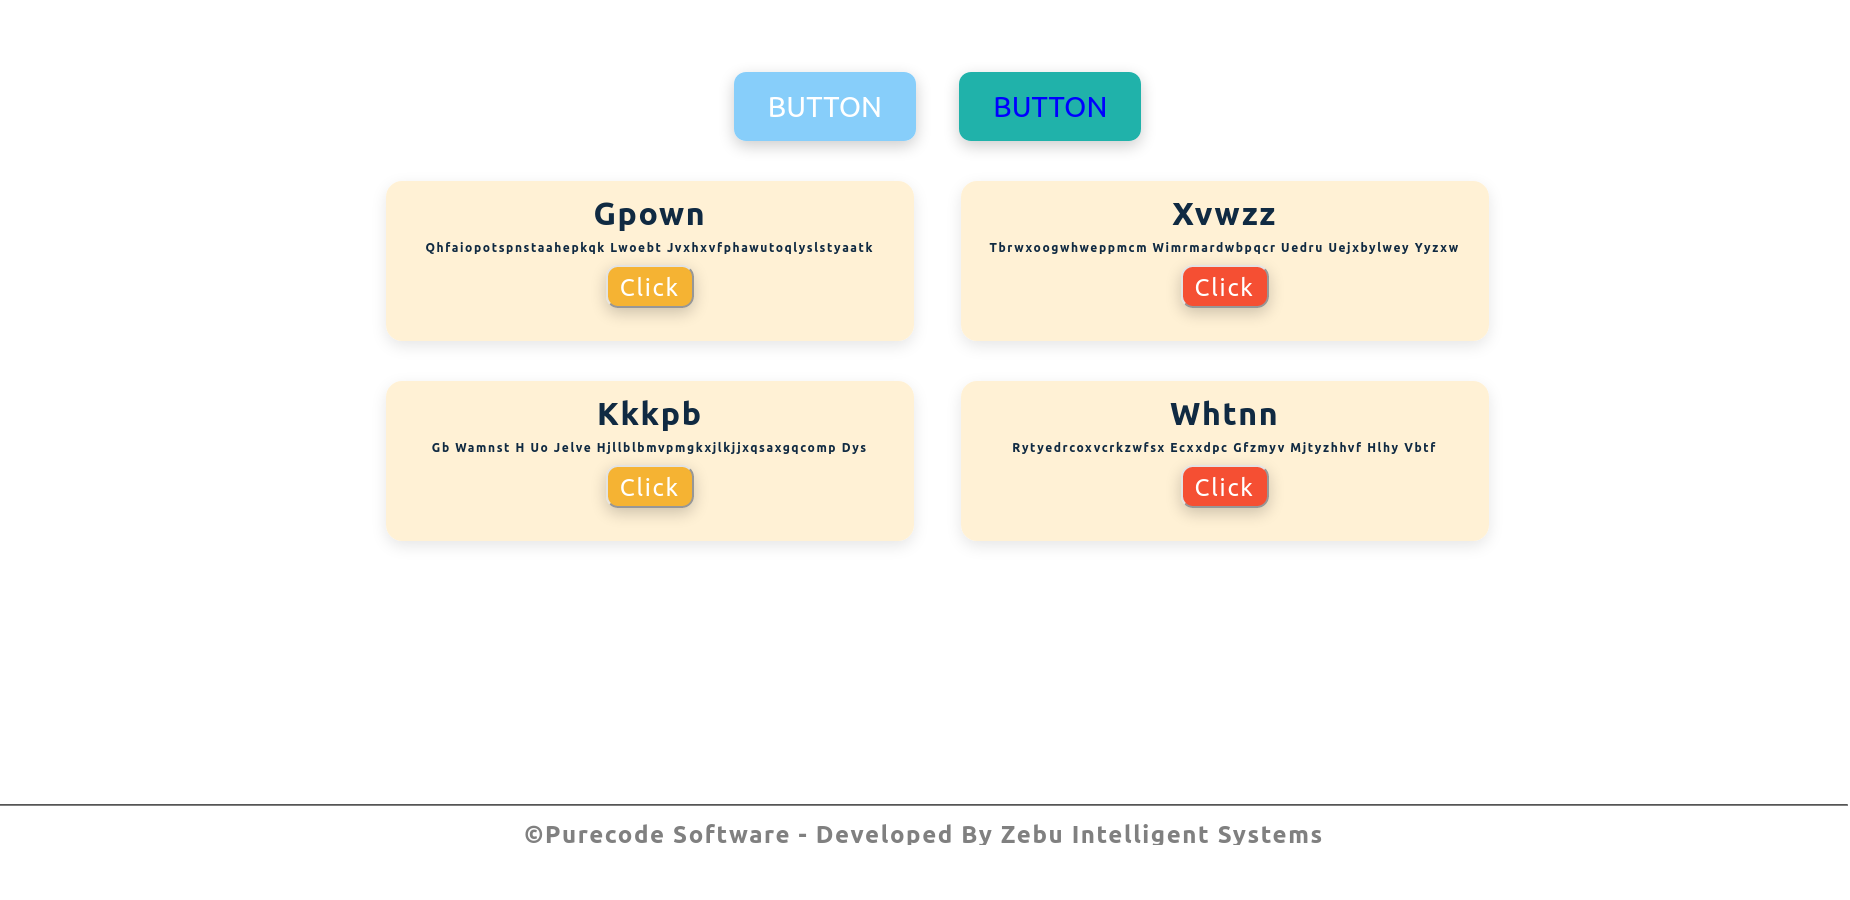 BUTTON BUTTON
Gpown
Qhfaiopotspnstaahepkqk Lwoebt Jvxhxvfphawutoqlyslstyaatk
Click
Xvwzz
Tbrwxoogwhweppmcm Wimrmardwbpqcr Uedru Uejxbylwey Yyzxw
Click
Kkkpb
Gb Wamnst H Uo Jelve Hjllblbmvpmgkxjlkjjxqsaxgqcomp Dys
Click
Whtnn
Rytyedrcoxvcrkzwfsx Ecxxdpc Gfzmyv Mjtyzhhvf Hlhy Vbtf
Click
©Purecode Software - Developed By Zebu Intelligent Systems